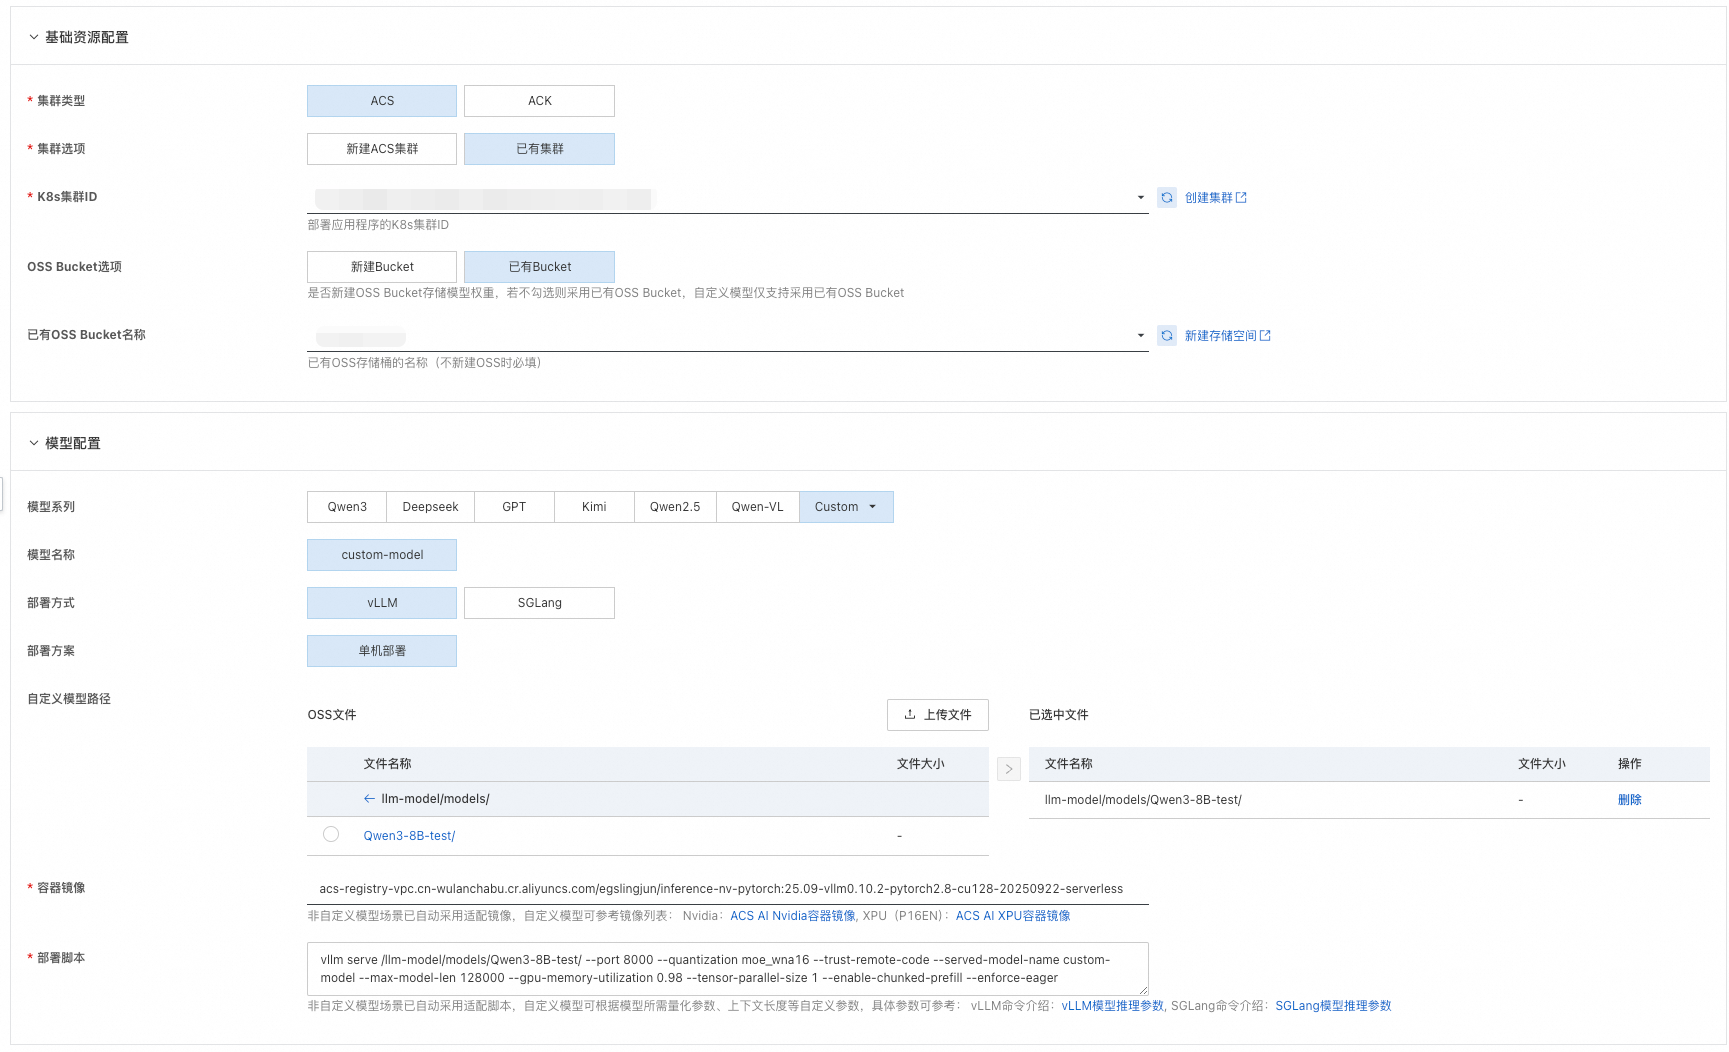 基础资源配置
* 集群类型
ACS
ACK
* 集群选项
新建ACS集群
已有集群
* K8s集群ID
创建集群
部署应用程序的K8s集群ID
OSS Bucket选项
新建Bucket
已有Bucket
是否新建OSS Bucket存储模型权重，若不勾选则采用已有OSS Bucket，自定义模型仅支持采用已有OSS Bucket
已有OSS Bucket名称
新建存储空间
已有OSS存储桶的名称（不新建OSS时必填）
模型配置
模型系列
Qwen3
Deepseek
GPT
Kimi
Qwen2.5
Qwen-VL
Custom
模型名称
custom-model
部署方式
vLLM
SGLang
部署方案
单机部署
自定义模型路径
OSS文件
上传文件
文件名称 文件大小
← llm-model/models/
Qwen3-8B-test/ -
>
已选中文件
文件名称 文件大小 操作
llm-model/models/Qwen3-8B-test/ - 删除
* 容器镜像
acs-registry-vpc.cn-wulanchabu.cr.aliyuncs.com/egslingjun/inference-nv-pytorch:25.09-vllm0.10.2-pytorch2.8-cu128-20250922-serverless
非自定义模型场景已自动采用适配镜像，自定义模型可参考镜像列表： Nvidia：ACS AI Nvidia容器镜像, XPU（P16EN）：ACS AI XPU容器镜像
* 部署脚本
vllm serve /llm-model/models/Qwen3-8B-test/ --port 8000 --quantization moe_wna16 --trust-remote-code --served-model-name custom-
model --max-model-len 128000 --gpu-memory-utilization 0.98 --tensor-parallel-size 1 --enable-chunked-prefill --enforce-eager
非自定义模型场景已自动采用适配脚本，自定义模型可根据模型所需量化参数、上下文长度等自定义参数，具体参数可参考： vLLM命令介绍：vLLM模型推理参数, SGLang命令介绍：SGLang模型推理参数